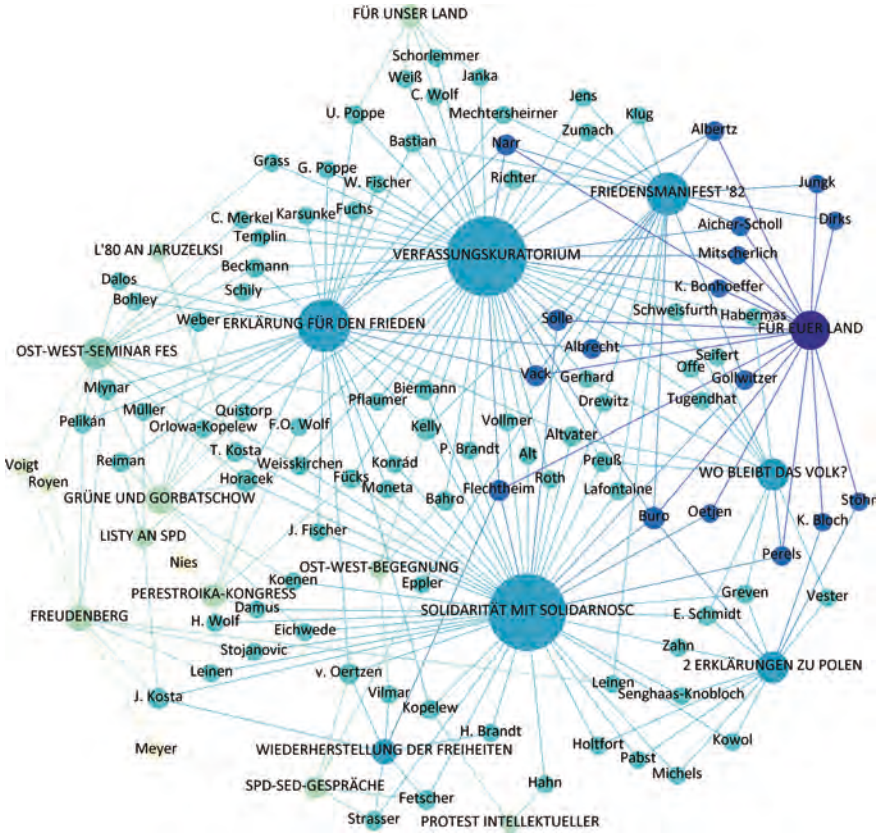 FÜR UNSER LAND
Schorlemmer
Weiß
Janka
C. Wolf
Jens
U. Poppe
Mechtersheirner
Klug
Zumach
Albertz
Bastian
Narr
Grass
G. Poppe
Richter
W. Fischer
FRIEDENSMANIFEST '82
Jungk
C. Merkel
Karsunke
Fuchs
Aicher-Scholl
Dirks
Templin
L'80 AN JARUZELKSI
VERFASSUNGSKURATORIUM
Mitscherlich
Beckmann
Dalos
Schily
K. Bonhoeffer
Bohley
Schweisfurth
Habermas
Weber
ERKLÄRUNG FÜR DEN FRIEDEN
Sölle
FÜR EUER LAND
OST-WEST-SEMINAR FES
Albrecht
Seifert
Vack
Offe
Gerhard
Gollwitzer
Mlynar
Biermann
Pflaumer
Drewitz
Tugendhat
Pelikán
Müller
Quistorp
Orlowa-Kopelew
F.O. Wolf
Kelly
Vollmer
Altvater
T. Kosta
P. Brandt
Voigt
Reiman
Weisskirchen
Konrád
Alt
Preuß
WO BLEIBT DAS VOLK?
Royen
GRÜNE UND GORBATSCHOW
Horacek
Fücks
Moneta
Bahro
Flechtheim
Roth
Lafontaine
Stöhr
Buro
Oetjen
K. Bloch
LISTY AN SPD
J. Fischer
Perels
Nies
OST-WEST-BEGEGNUNG
Koenen
Eppler
PERESTROIKA-KONGRESS
Greven
Vester
FREUDENBERG
Damus
SOLIDARITÄT MIT SOLIDARNOSC
E. Schmidt
H. Wolf
Eichwede
Stojanovic
Zahn
Leinen
v. Oertzen
2 ERKLÄRUNGEN ZU POLEN
J. Kosta
Vilmar
Leinen
Senghaas-Knobloch
Kopelew
H. Brandt
Meyer
WIEDERHERSTELLUNG DER FREIHEITEN
Holtfort
Kowol
Pabst
Michels
SPD-SED-GESPRÄCHE
Hahn
Fetscher
Strasser
PROTEST INTELLEKTUELLER